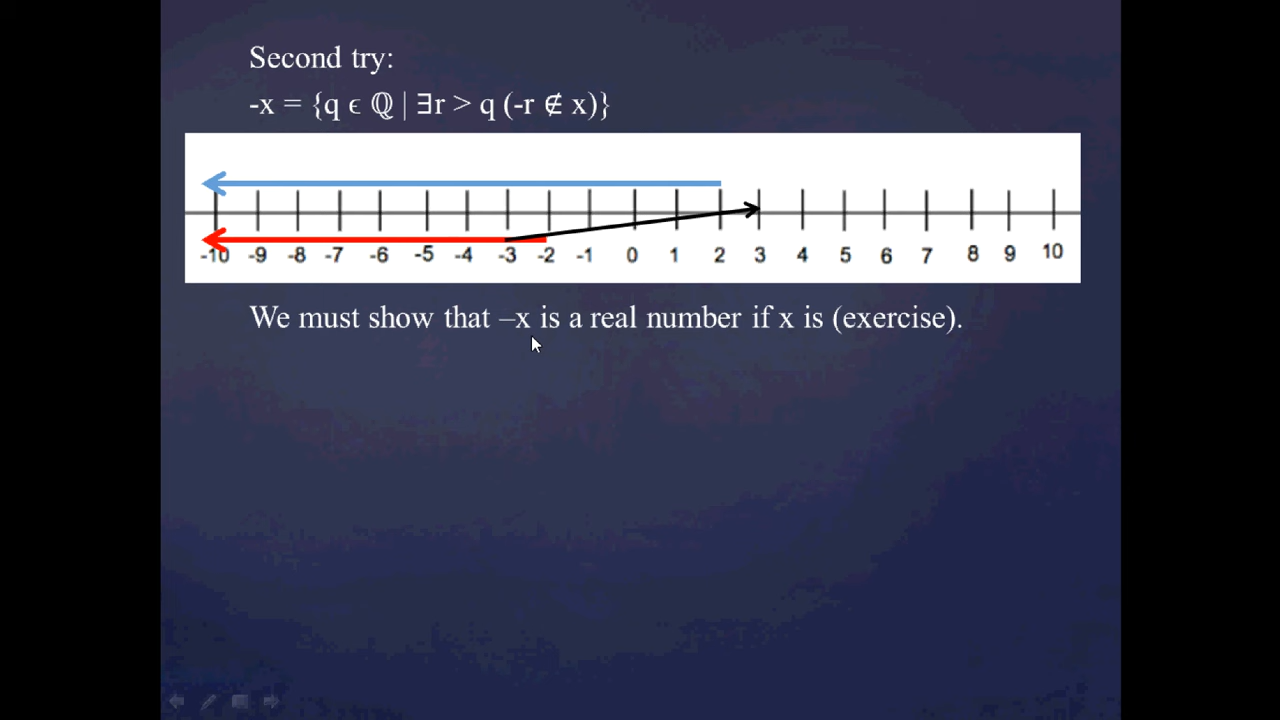 Second try:
-x = {q ϵ ℚ | ∃r > q (-r ∉ x)}
-10 -9 -8 -7 -6 -5 -4 -3 -2 -1 0 1 2 3 4 5 6 7 8 9 10
We must show that –x is a real number if x is (exercise).